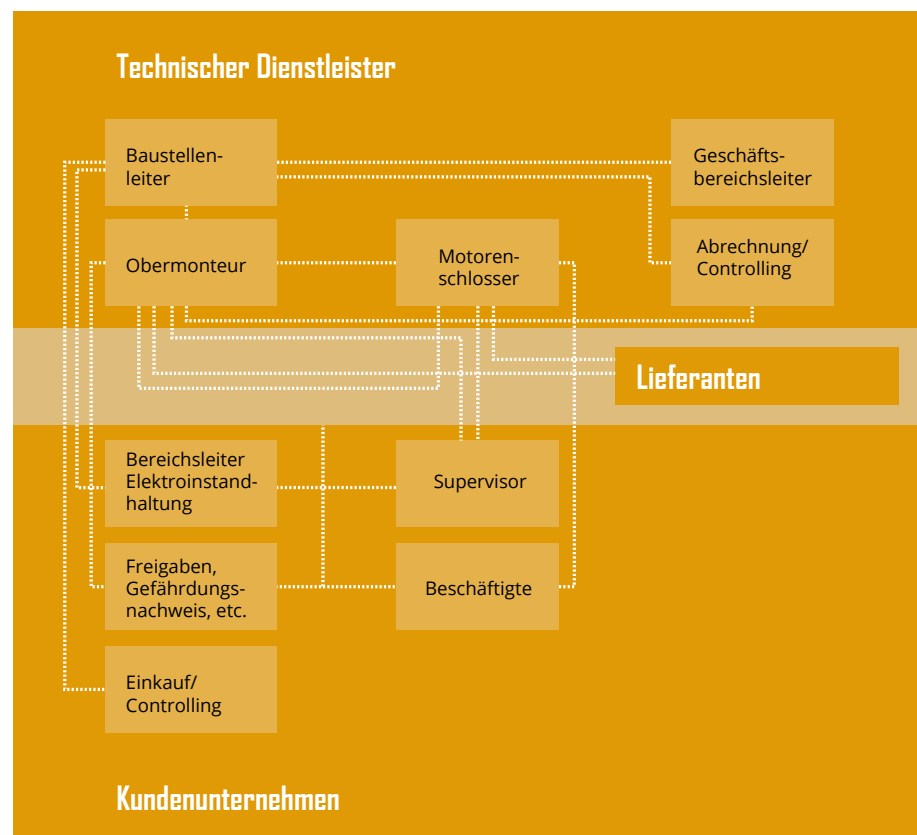 Technischer Dienstleister
Baustellen-
leiter
Geschäfts-
bereichsleiter
Obermonteur
Motoren-
schlosser
Abrechnung/
Controlling
Lieferanten
Bereichsleiter
Elektroinstand-
haltung
Supervisor
Freigaben,
Gefährdungs-
nachweis, etc.
Beschäftigte
Einkauf/
Controlling
Kundenunternehmen